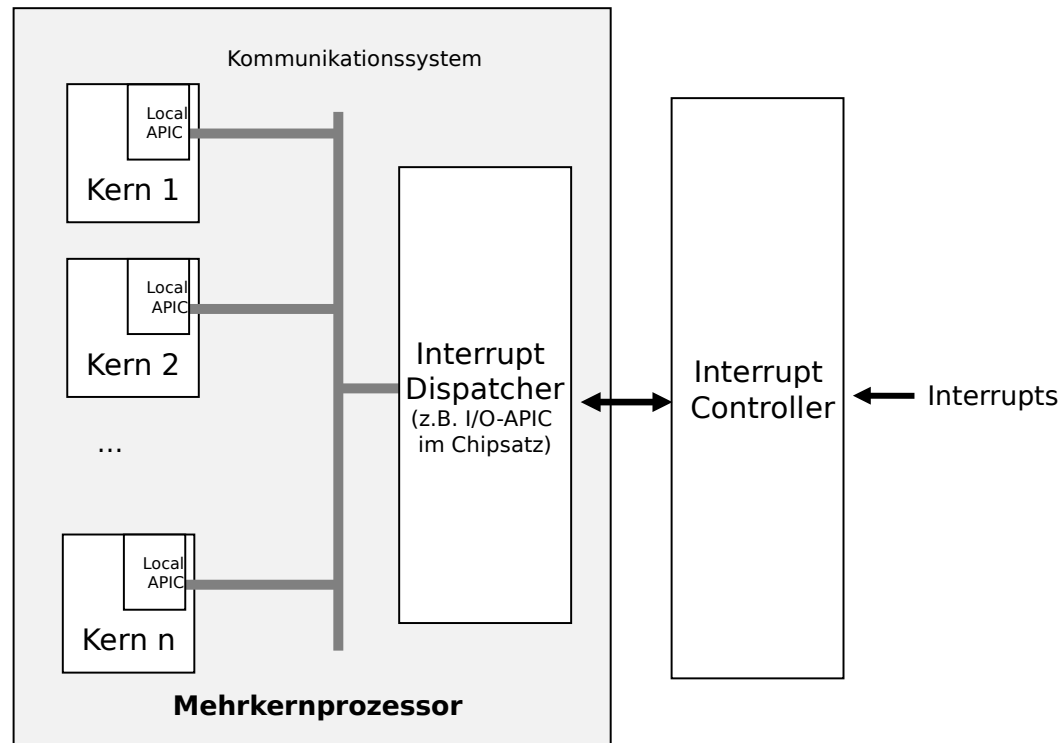 Kommunikationssystem
Local
APIC
Kern 1
Local
APIC
Kern 2
...
Local
APIC
Kern n
Interrupt
Dispatcher
(z.B. I/O-APIC
im Chipsatz)
Interrupt
Controller
Interrupts
Mehrkernprozessor